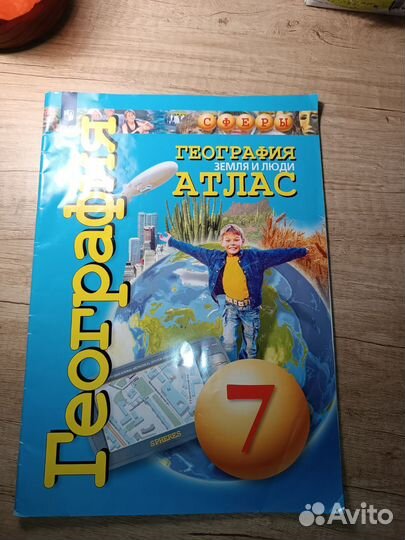 СФЕРЫ
География
ГЕОГРАФИЯ
ЗЕМЛЯ И ЛЮДИ
АТЛАС
SPHERES
7
Avito